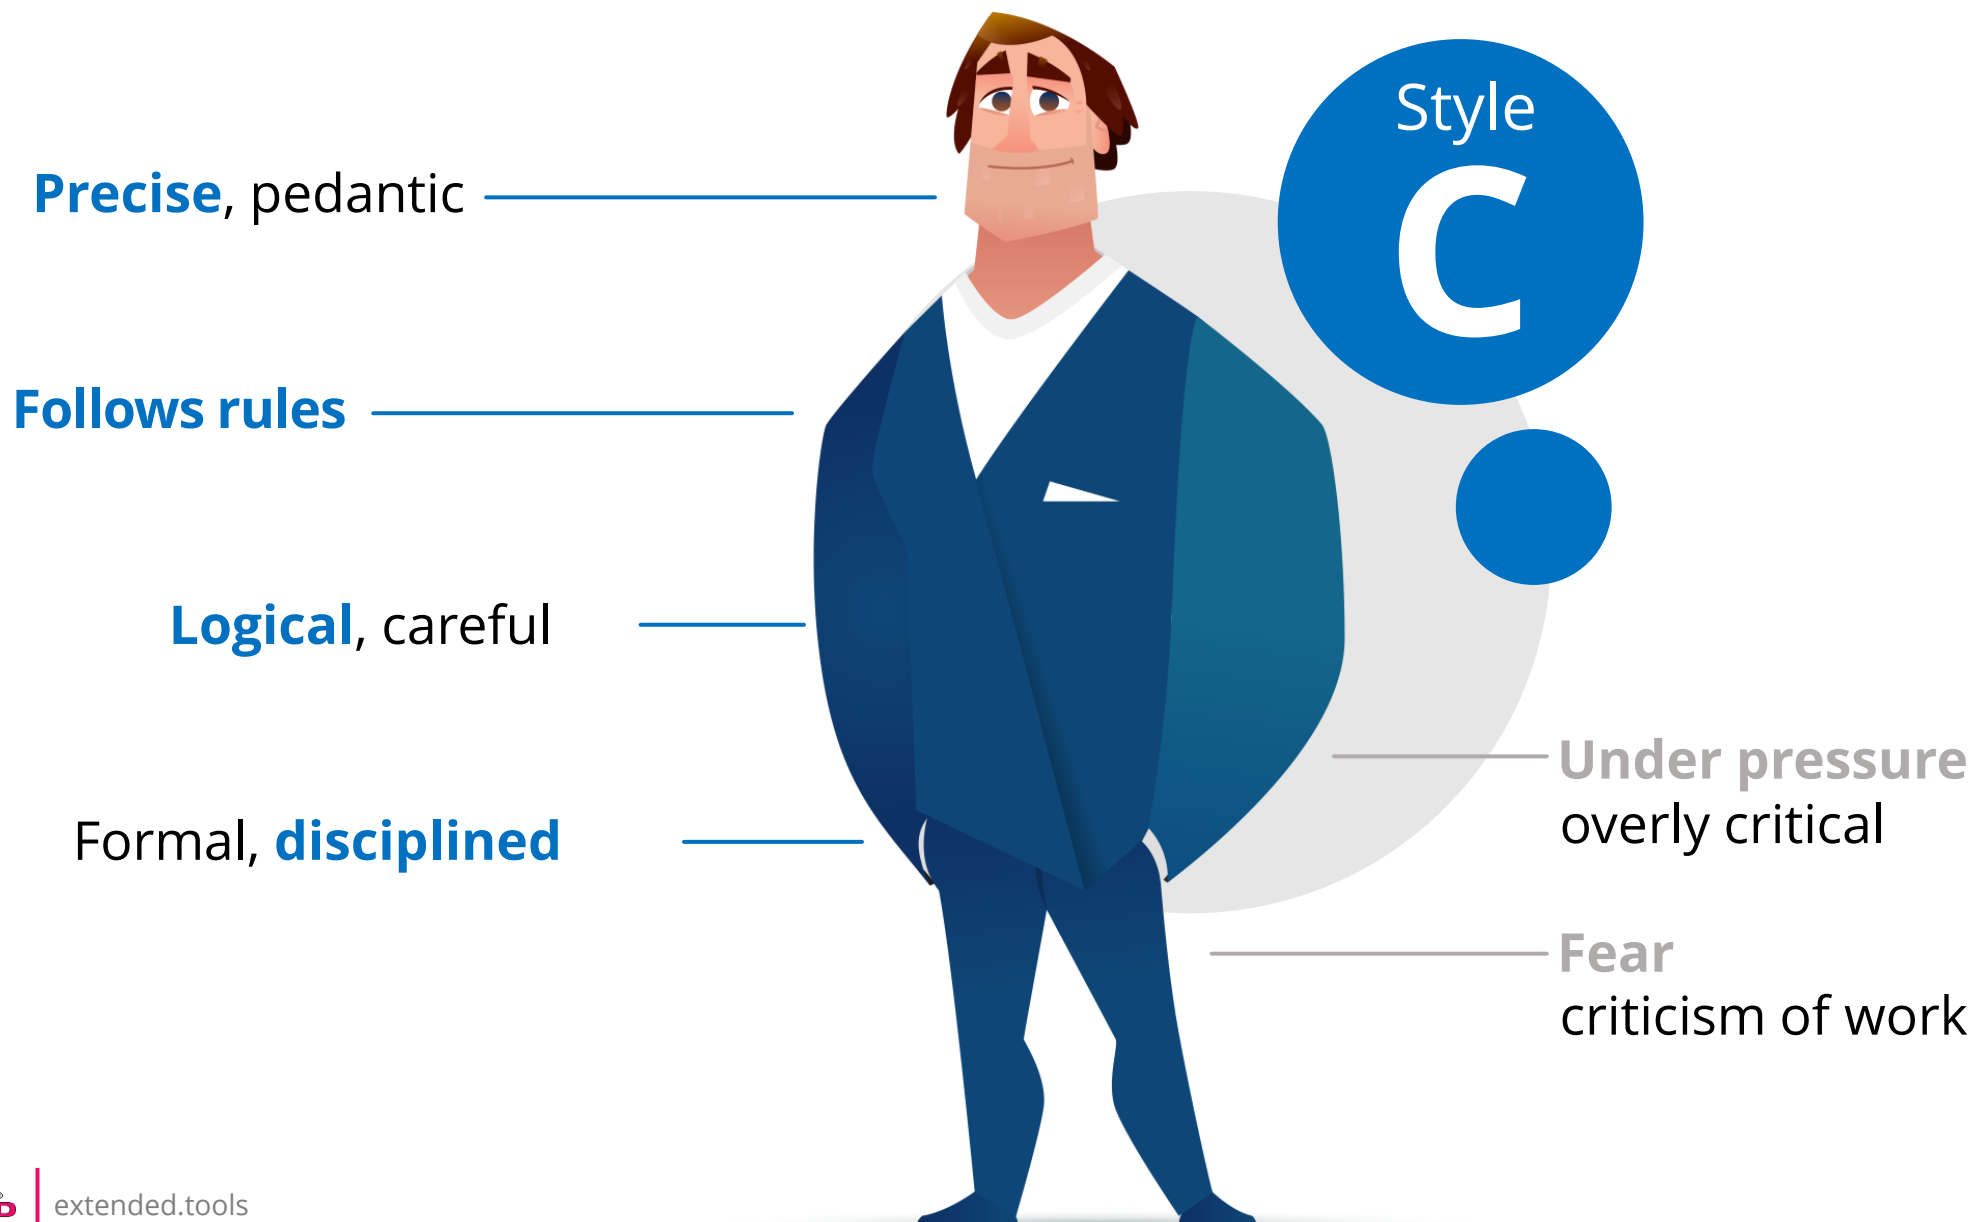 Style
C
Precise, pedantic
Follows rules
Logical, careful
Formal, disciplined
Under pressure
overly critical
Fear
criticism of work
extended.tools